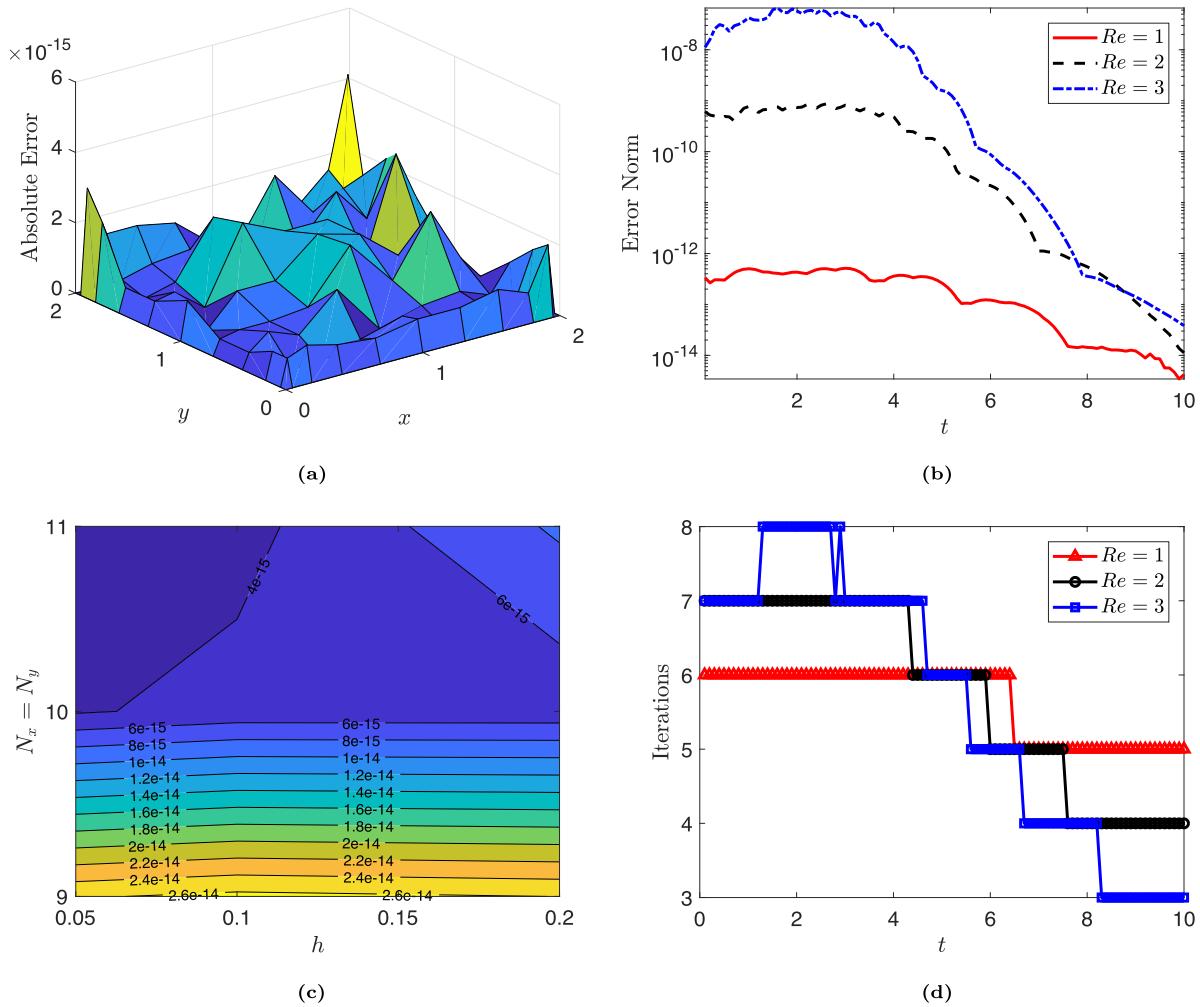 ×10⁻¹⁵
6
4
2
0
Absolute Error
2
1
0
y
0
1
2
x
(a)
10⁻⁸
10⁻¹⁰
10⁻¹²
10⁻¹⁴
Error Norm
2
4
6
8
10
t
Re = 1
Re = 2
Re = 3
(b)
11
10
9
Nₓ = N_y
4e-15
6e-15
6e-15
6e-15
8e-15
8e-15
1e-14
1e-14
1.2e-14
1.2e-14
1.4e-14
1.4e-14
1.6e-14
1.6e-14
1.8e-14
1.8e-14
2e-14
2e-14
2.2e-14
2.2e-14
2.4e-14
2.4e-14
2.6e-14
2.6e-14
0.05
0.1
0.15
0.2
h
(c)
8
7
6
5
4
3
Iterations
0
2
4
6
8
10
t
Re = 1
Re = 2
Re = 3
(d)